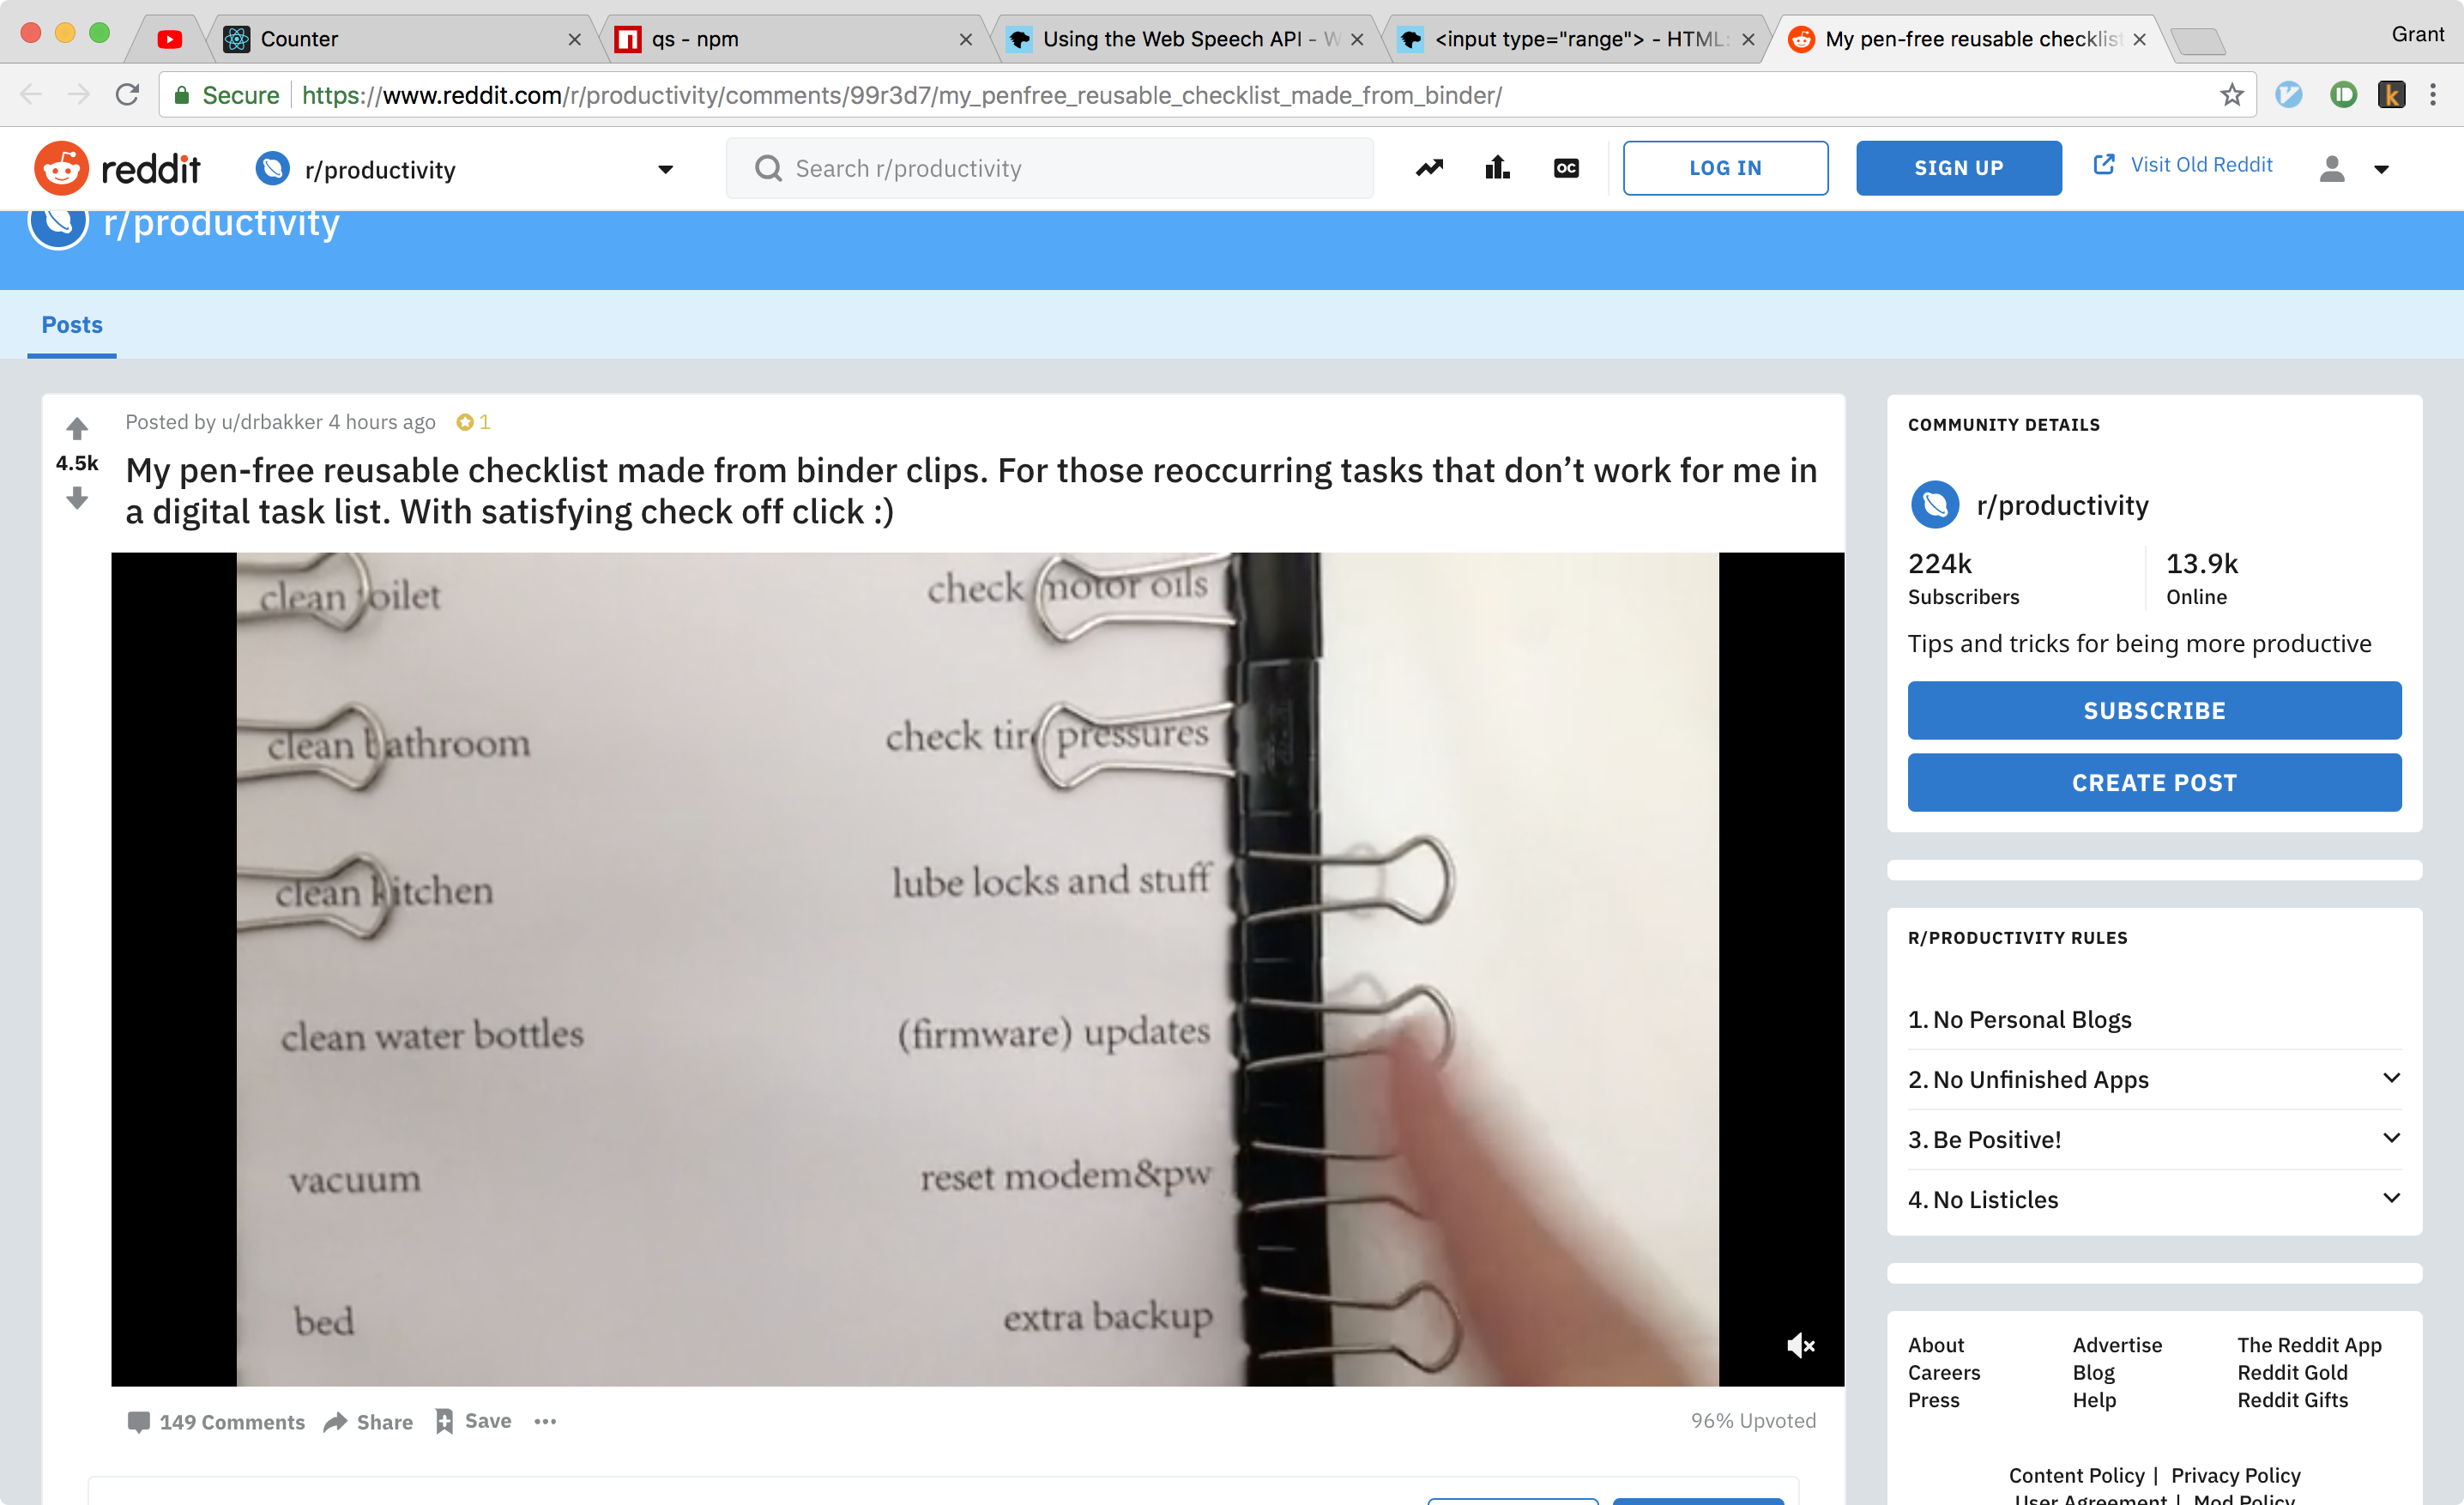 Counter
qs - npm
Using the Web Speech API - W
<input type="range"> - HTML:
My pen-free reusable checklist
Grant
Secure
https://www.reddit.com/r/productivity/comments/99r3d7/my_penfree_reusable_checklist_made_from_binder/
reddit
r/productivity
Search r/productivity
OC
LOG IN
SIGN UP
Visit Old Reddit
r/productivity
Posts
4.5k
Posted by u/drbakker 4 hours ago
1
My pen-free reusable checklist made from binder clips. For those reoccurring tasks that don’t work for me in
a digital task list. With satisfying check off click :)
clean toilet
check motor oils
clean bathroom
check tire pressures
clean kitchen
lube locks and stuff
clean water bottles
(firmware) updates
vacuum
reset modem&pw
bed
extra backup
149 Comments
Share
Save
96% Upvoted
COMMUNITY DETAILS
r/productivity
224k
Subscribers
13.9k
Online
Tips and tricks for being more productive
SUBSCRIBE
CREATE POST
R/PRODUCTIVITY RULES
1. No Personal Blogs
2. No Unfinished Apps
3. Be Positive!
4. No Listicles
About
Advertise
The Reddit App
Careers
Blog
Reddit Gold
Press
Help
Reddit Gifts
Content Policy | Privacy Policy
User Agreement | Mod Policy